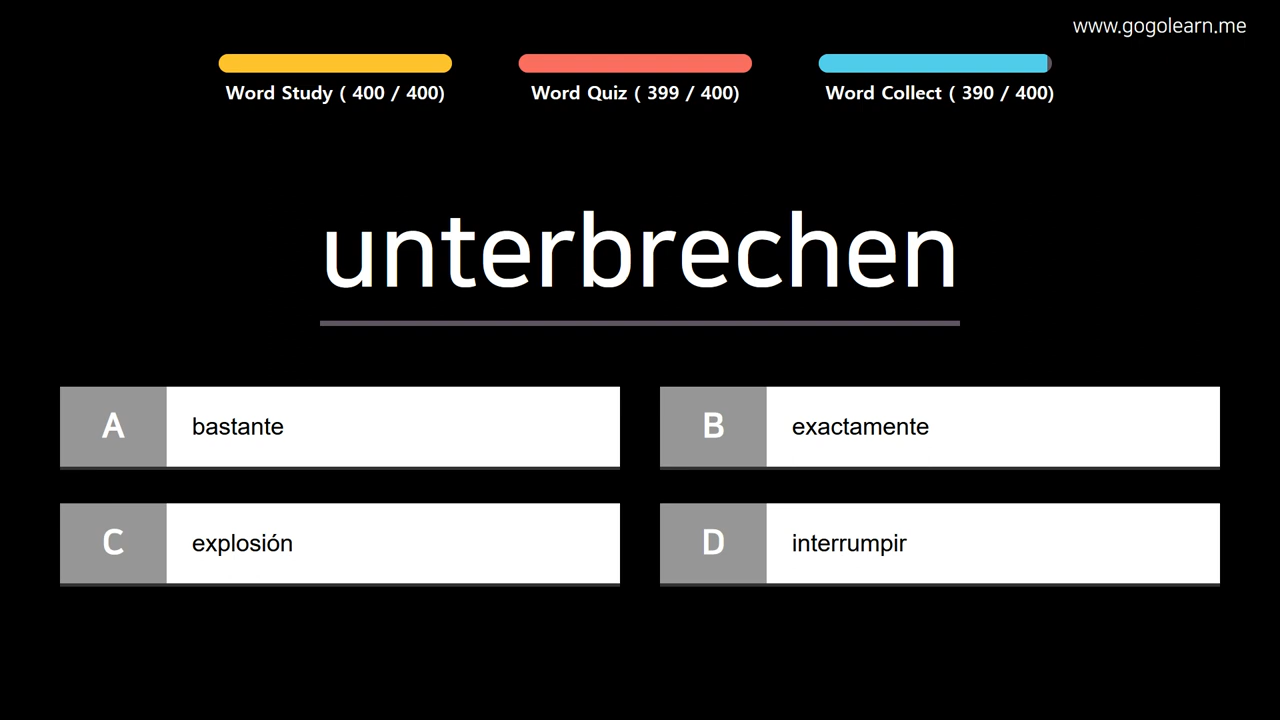 www.gogolearn.me
Word Study ( 400 / 400)
Word Quiz ( 399 / 400)
Word Collect ( 390 / 400)
unterbrechen
A bastante
B exactamente
C explosión
D interrumpir